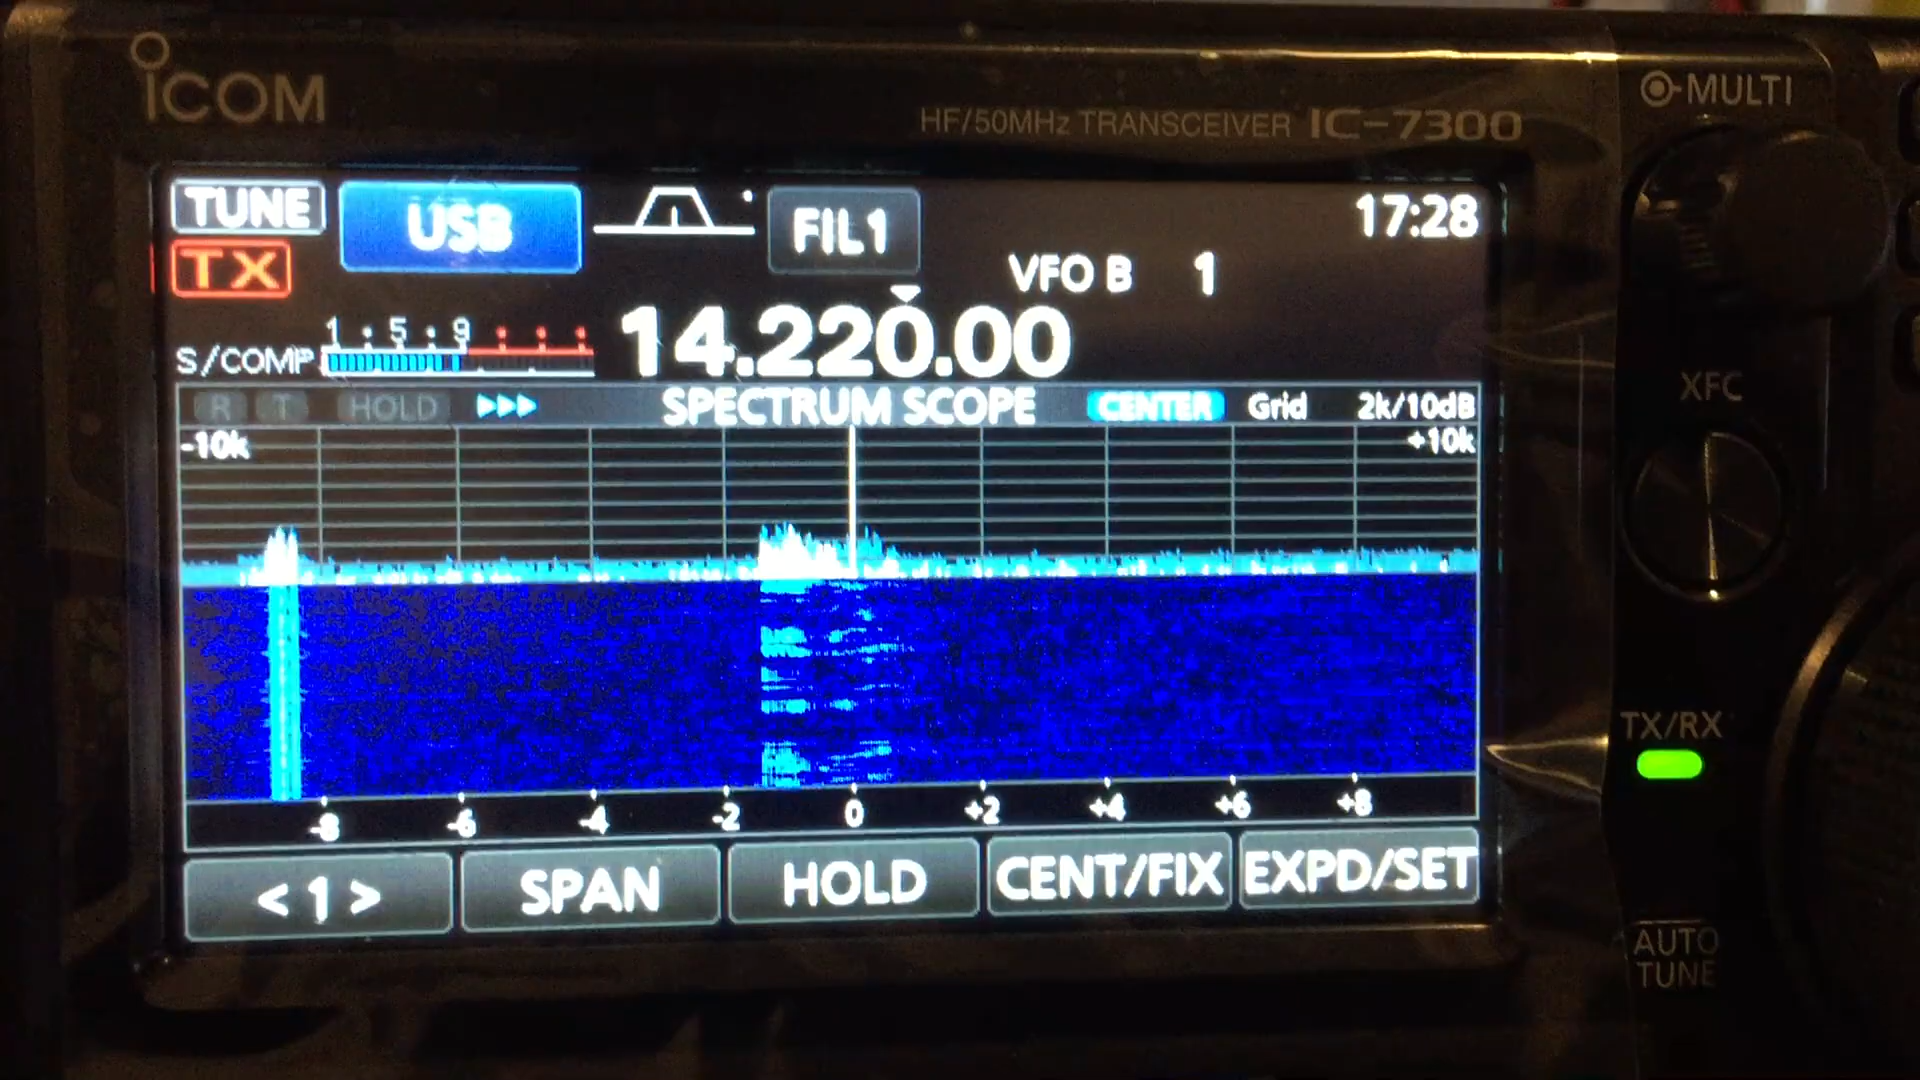 ICOM
HF/50MHz TRANSCEIVER IC-7300
MULTI
TUNE
USB
FIL1
17:28
TX
VFO B 1
1 5 9
S/COMP
14.220.00
R T HOLD SPECTRUM SCOPE CENTER Grid 2k/10dB
-10k +10k
XFC
TX/RX
-8 -6 -4 -2 0 +2 +4 +6 +8
<1> SPAN HOLD CENT/FIX EXPD/SET
AUTO
TUNE